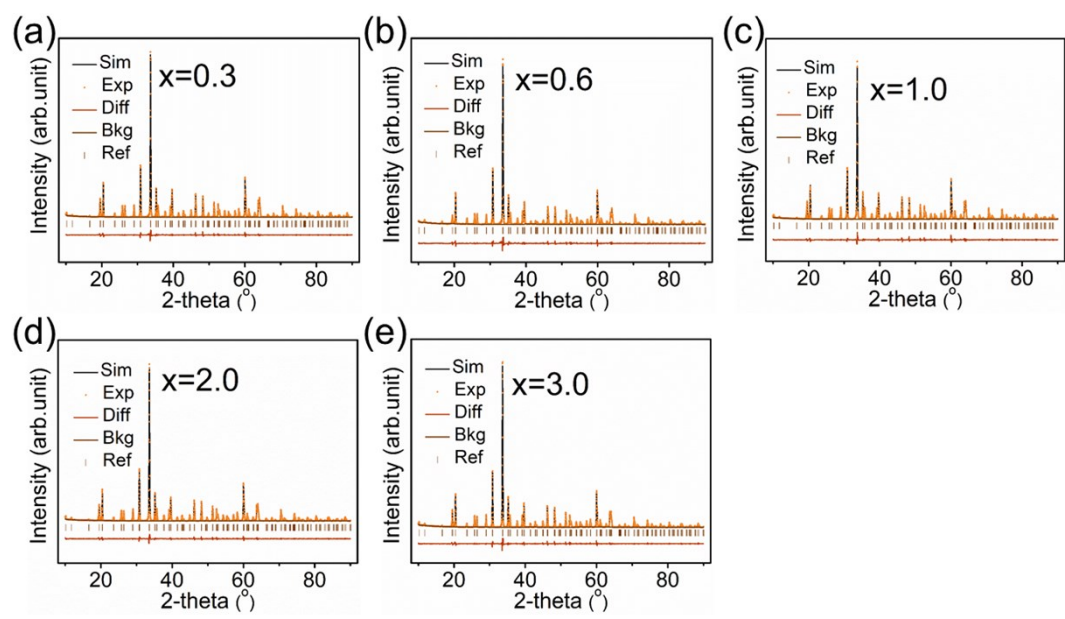 (a)
Intensity (arb.unit)
Sim
Exp
Diff
Bkg
Ref
x=0.3
20 40 60 80
2-theta (°)
(b)
Intensity (arb.unit)
Sim
Exp
Diff
Bkg
Ref
x=0.6
20 40 60 80
2-theta (°)
(c)
Intensity (arb.unit)
Sim
Exp
Diff
Bkg
Ref
x=1.0
20 40 60 80
2-theta (°)
(d)
Intensity (arb.unit)
Sim
Exp
Diff
Bkg
Ref
x=2.0
20 40 60 80
2-theta (°)
(e)
Intensity (arb.unit)
Sim
Exp
Diff
Bkg
Ref
x=3.0
20 40 60 80
2-theta (°)